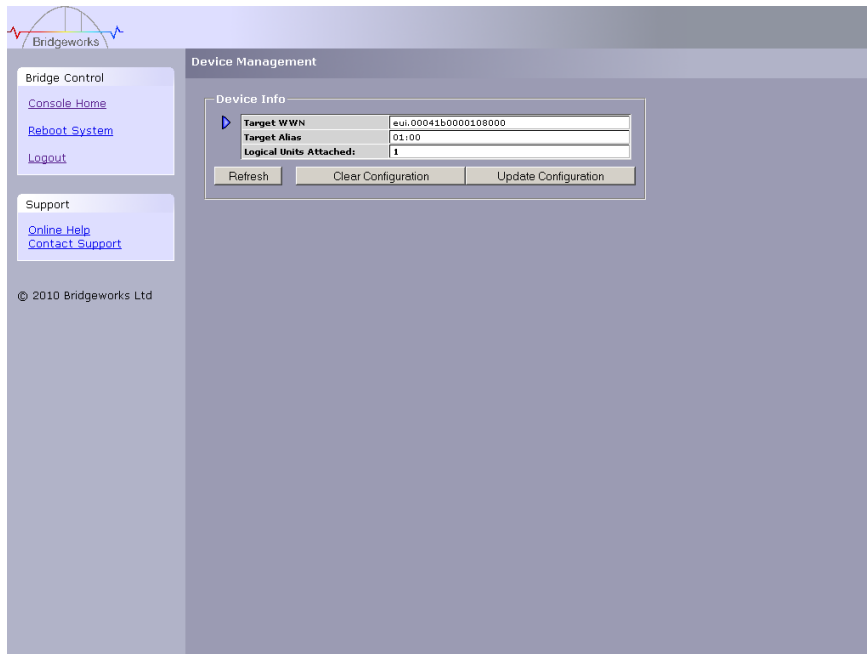 Bridgeworks
Bridge Control
Console Home
Reboot System
Logout
Support
Online Help
Contact Support
© 2010 Bridgeworks Ltd
Device Management
Device Info
Target WWN eui.00041b0000108000
Target Alias 01:00
Logical Units Attached: 1
Refresh Clear Configuration Update Configuration